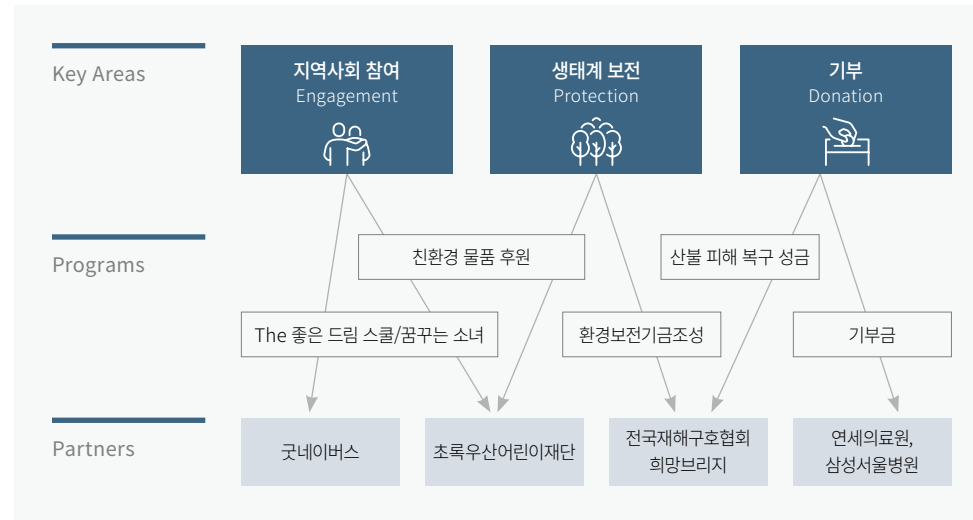 Key Areas
지역사회 참여
Engagement
생태계 보전
Protection
기부
Donation
Programs
친환경 물품 후원
산불 피해 복구 성금
The 좋은 드림 스쿨/꿈꾸는 소녀
환경보전기금조성
기부금
Partners
굿네이버스
초록우산어린이재단
전국재해구호협회
희망브리지
연세의료원,
삼성서울병원